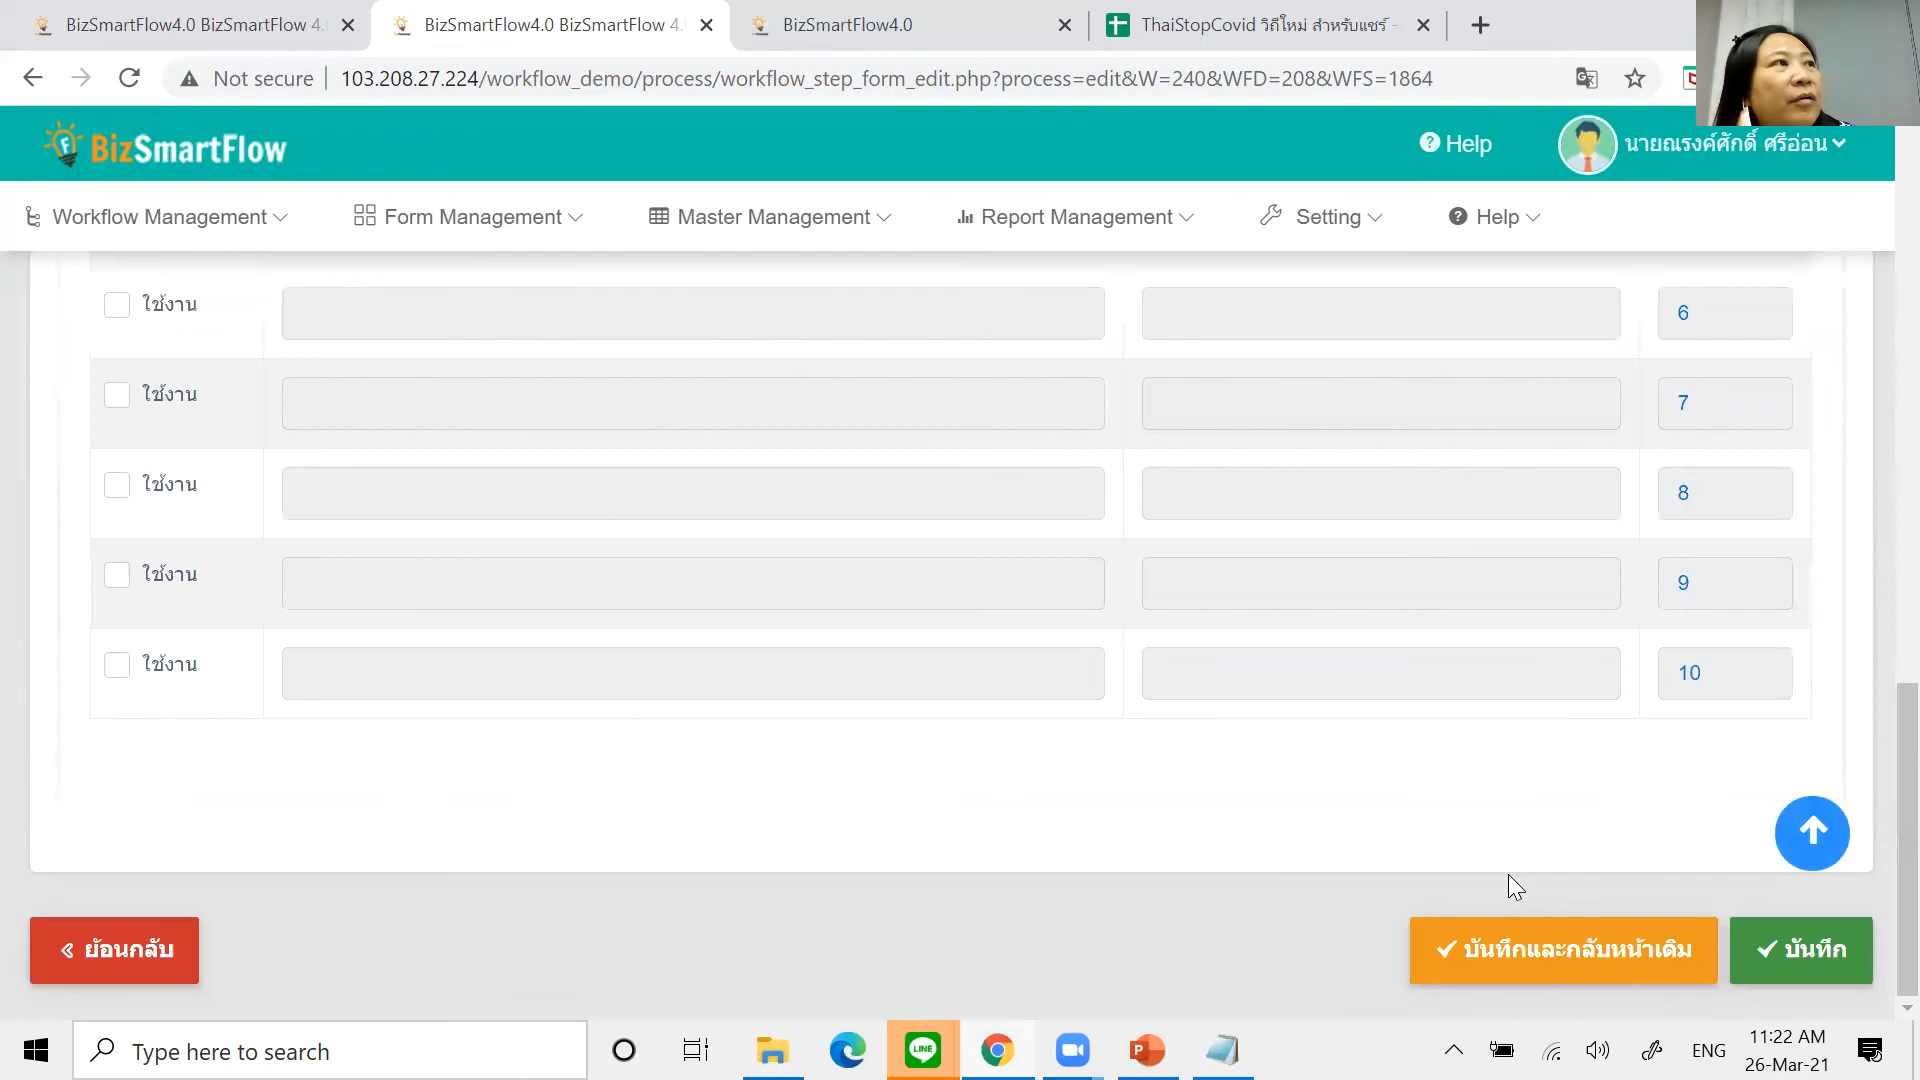 BizSmartFlow4.0 BizSmartFlow 4.
BizSmartFlow4.0 BizSmartFlow 4.
BizSmartFlow4.0
ThaiStopCovid วิถีใหม่ สำหรับแชร์ -
Not secure
103.208.27.224/workflow_demo/process/workflow_step_form_edit.php?process=edit&W=240&WFD=208&WFS=1864
BizSmartFlow
Help
นายณรงค์ศักดิ์ ศรีอ่อน
Workflow Management
Form Management
Master Management
Report Management
Setting
Help
ใช้งาน
6
ใช้งาน
7
ใช้งาน
8
ใช้งาน
9
ใช้งาน
10
ย้อนกลับ
บันทึกและกลับหน้าเดิม
บันทึก
Type here to search
LINE
ENG
11:22 AM
26-Mar-21